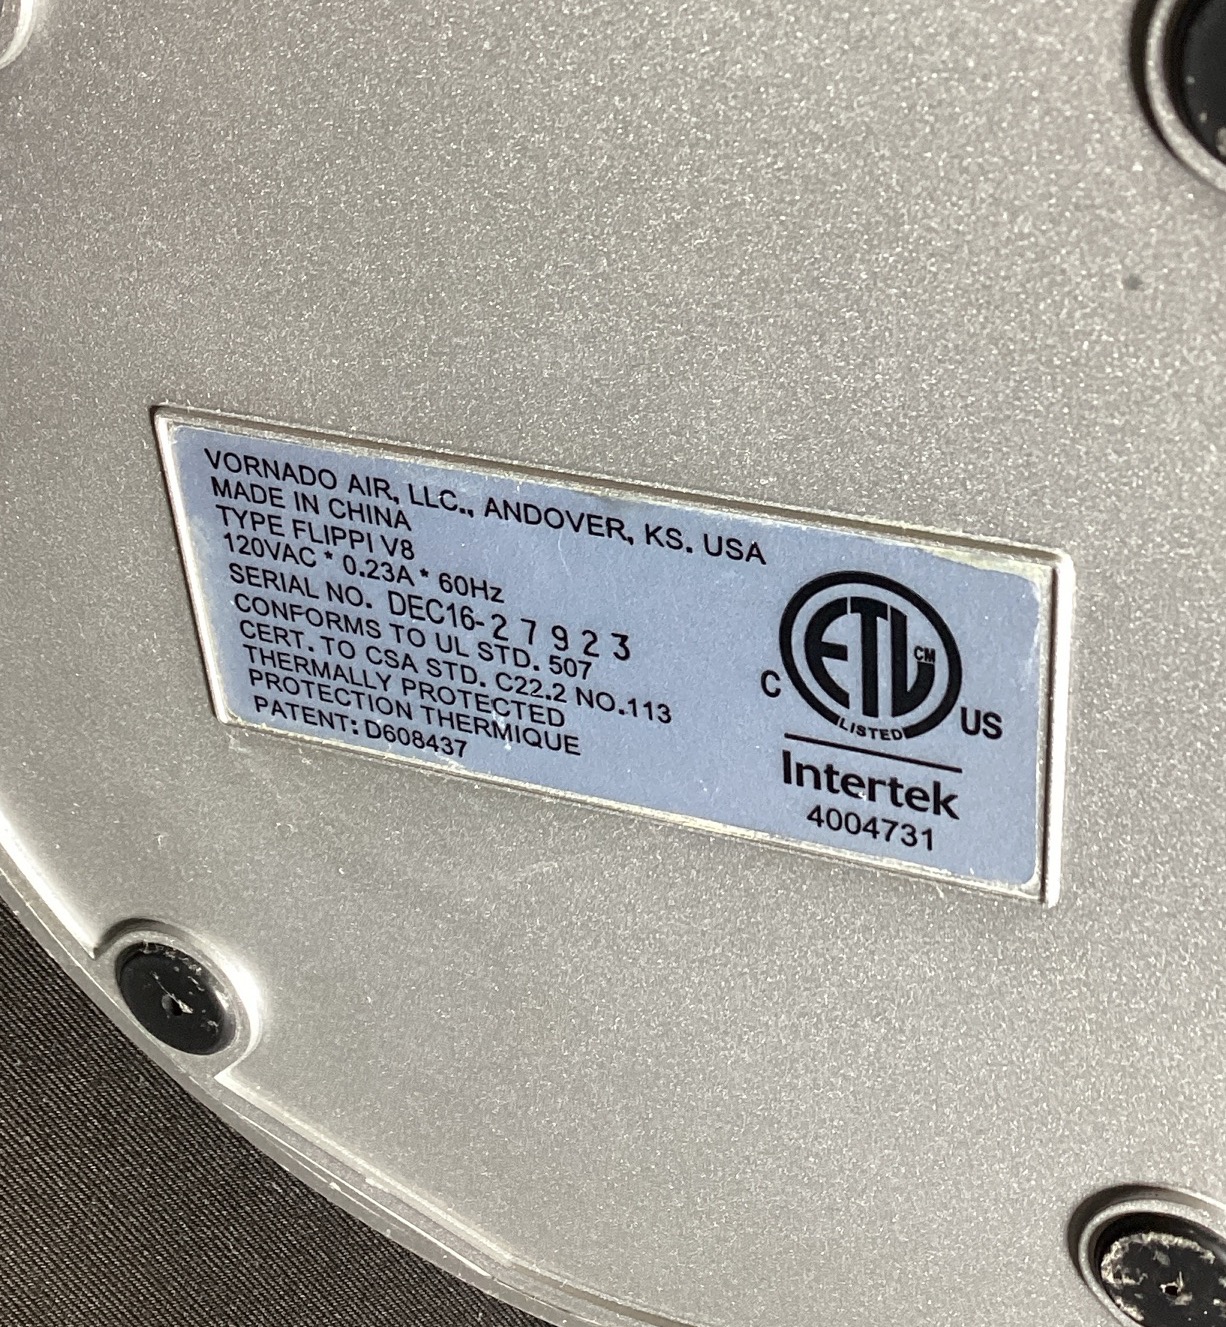 VORNADO AIR, LLC., ANDOVER, KS. USA
MADE IN CHINA
TYPE FLIPPI V8
120VAC * 0.23A * 60Hz
SERIAL NO. DEC16-27923
CONFORMS TO UL STD. 507
CERT. TO CSA STD. C22.2 NO.113
THERMALLY PROTECTED
PROTECTION THERMIQUE
PATENT: D608437
ETL CM
LISTED
C US
Intertek
4004731